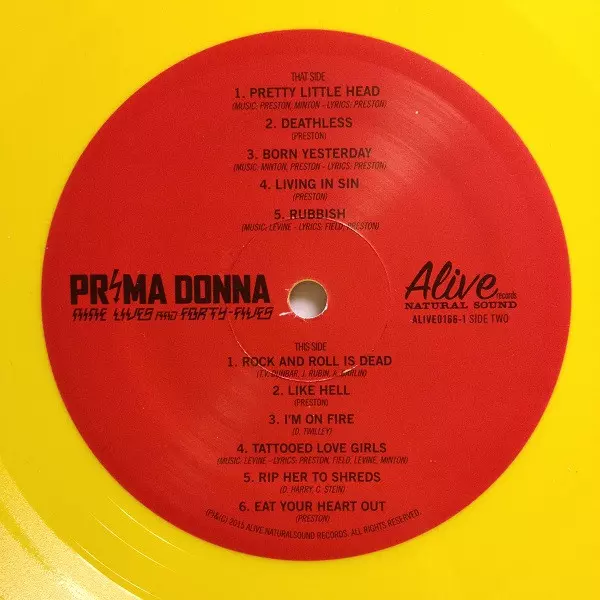 THAT SIDE
1. PRETTY LITTLE HEAD
(MUSIC: PRESTON, MINTON - LYRICS: PRESTON)
2. DEATHLESS
(PRESTON)
3. BORN YESTERDAY
(MUSIC: MINTON, PRESTON - LYRICS: PRESTON)
4. LIVING IN SIN
(PRESTON)
5. RUBBISH
(MUSIC: LEVINE - LYRICS: FIELD, PRESTON)
PRIMA DONNA
NINE LIVES AND FORTY-FIVES
Alive
records
NATURAL SOUND
ALIVE0166-1 SIDE TWO
THIS SIDE
1. ROCK AND ROLL IS DEAD
(T.V. DUNBAR, J. RUBIN, A. CARLIN)
2. LIKE HELL
(PRESTON)
3. I'M ON FIRE
(D. TWILLEY)
4. TATTOOED LOVE GIRLS
(MUSIC: LEVINE - LYRICS: PRESTON, FIELD, LEVINE, MINTON)
5. RIP HER TO SHREDS
(D. HARRY, C. STEIN)
6. EAT YOUR HEART OUT
(PRESTON)
(P)&(C) 2015 ALIVE NATURALSOUND RECORDS. ALL RIGHTS RESERVED.